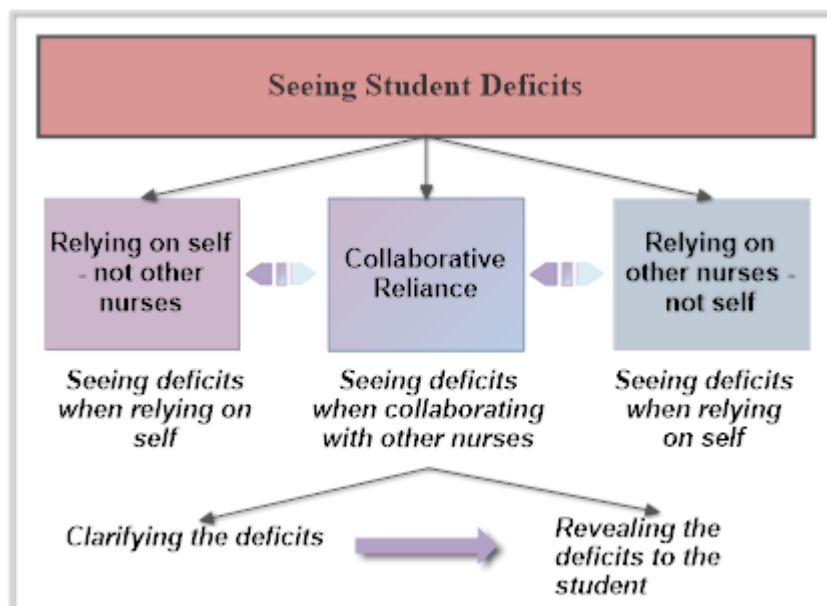 Seeing Student Deficits
Relying on self
- not other
nurses
Collaborative
Reliance
Relying on
other nurses -
not self
Seeing deficits
when relying on
self
Seeing deficits
when collaborating
with other nurses
Seeing deficits
when relying
on self
Clarifying the deficits
Revealing the
deficits to the
student